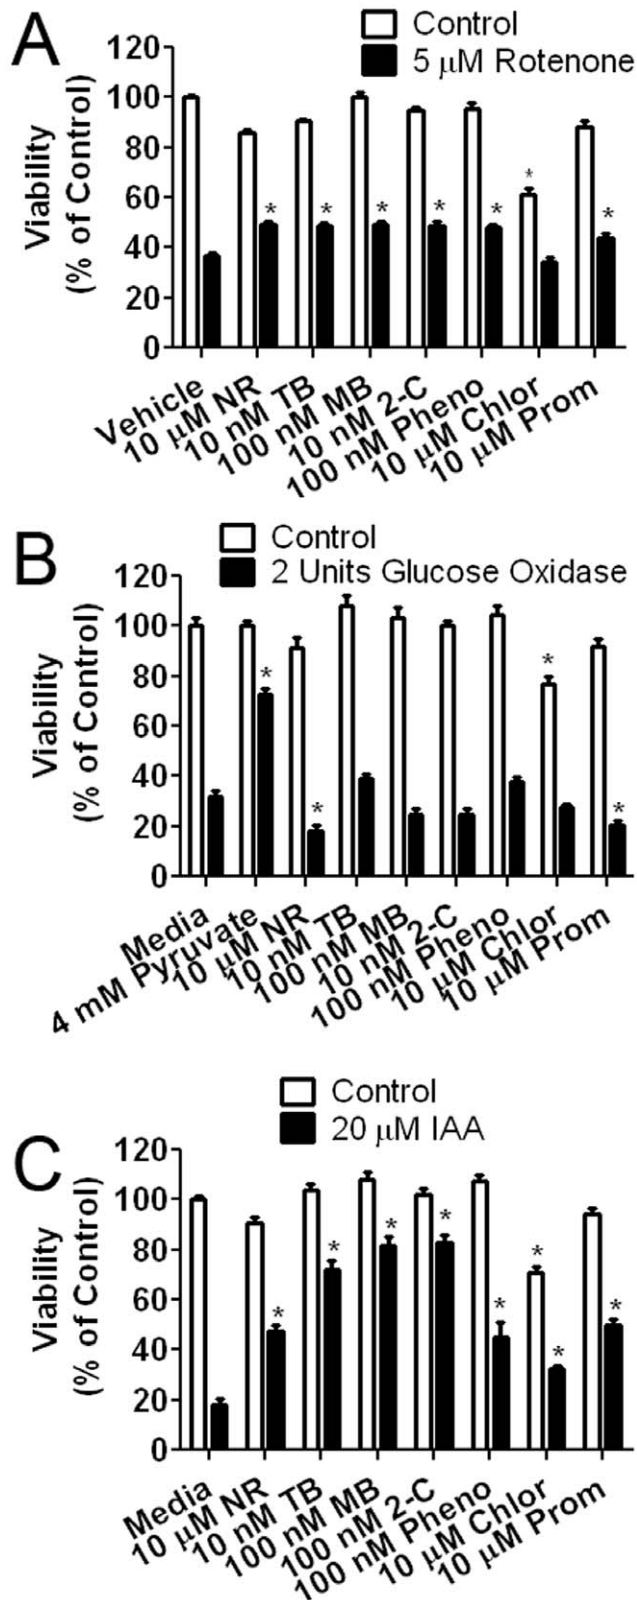 A
Control
5 μM Rotenone
Viability
(% of Control)
120
100
80
60
40
20
0
*
*
*
*
*
*
*
Vehicle
10 μM NR
10 nM TB
100 nM MB
10 nM 2-C
100 nM Pheno
10 μM Chlor
10 μM Prom
B
Control
2 Units Glucose Oxidase
Viability
(% of Control)
120
100
80
60
40
20
0
*
*
*
*
Media
4 mM Pyruvate
10 μM NR
10 nM TB
100 nM MB
10 nM 2-C
100 nM Pheno
10 μM Chlor
10 μM Prom
C
Control
20 μM IAA
Viability
(% of Control)
120
100
80
60
40
20
0
*
*
*
*
*
*
*
*
Media
10 μM NR
10 nM TB
100 nM MB
100 nM 2-C
100 nM Pheno
10 μM Chlor
10 μM Prom